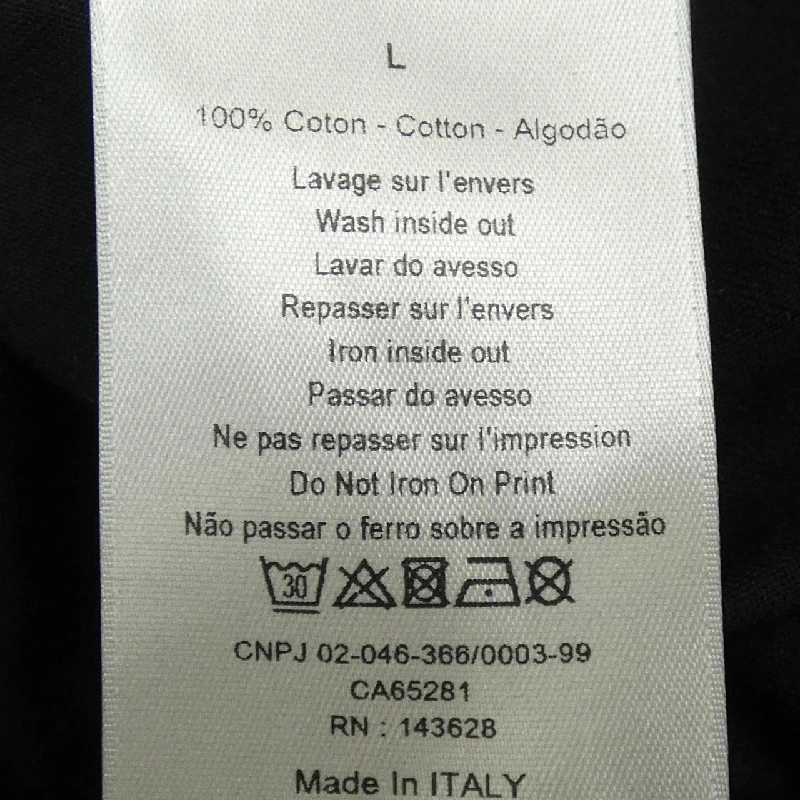 L
100% Coton - Cotton - Algodão
Lavage sur l'envers
Wash inside out
Lavar do avesso
Repasser sur l'envers
Iron inside out
Passar do avesso
Ne pas repasser sur l'impression
Do Not Iron On Print
Não passar o ferro sobre a impressão
30
CNPJ 02-046-366/0003-99
CA65281
RN : 143628
Made In ITALY